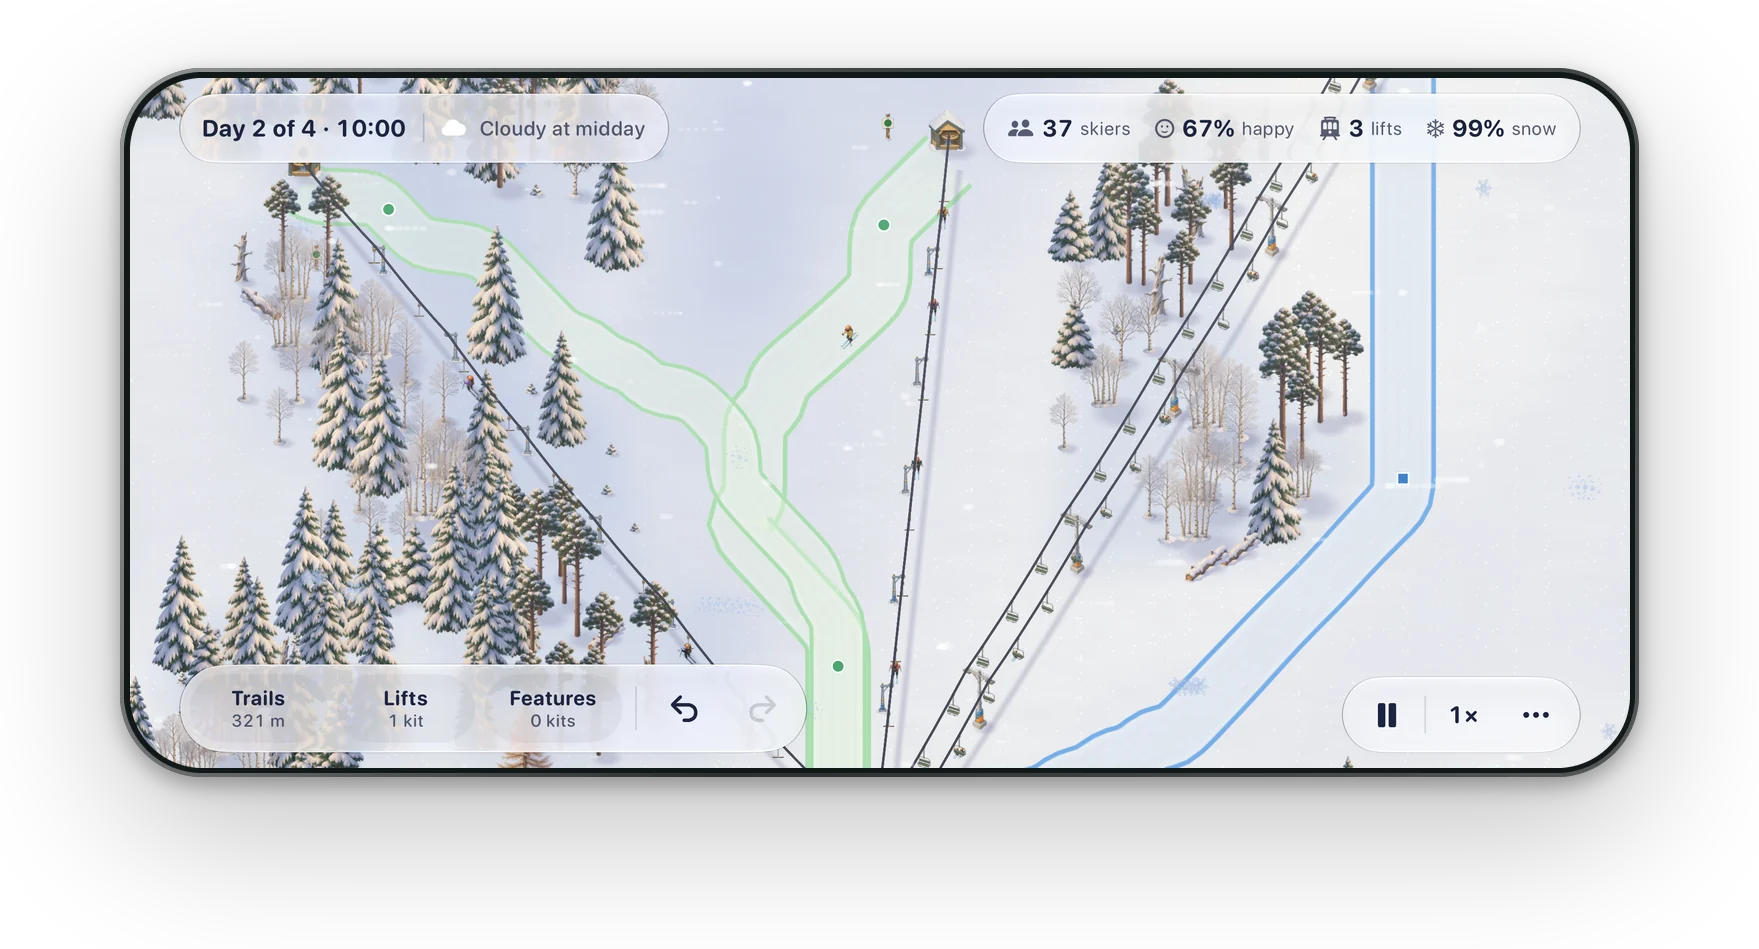 Day 2 of 4 · 10:00 Cloudy at midday
37 skiers 67% happy 3 lifts 99% snow
Trails Lifts Features
321 m 1 kit 0 kits
1×